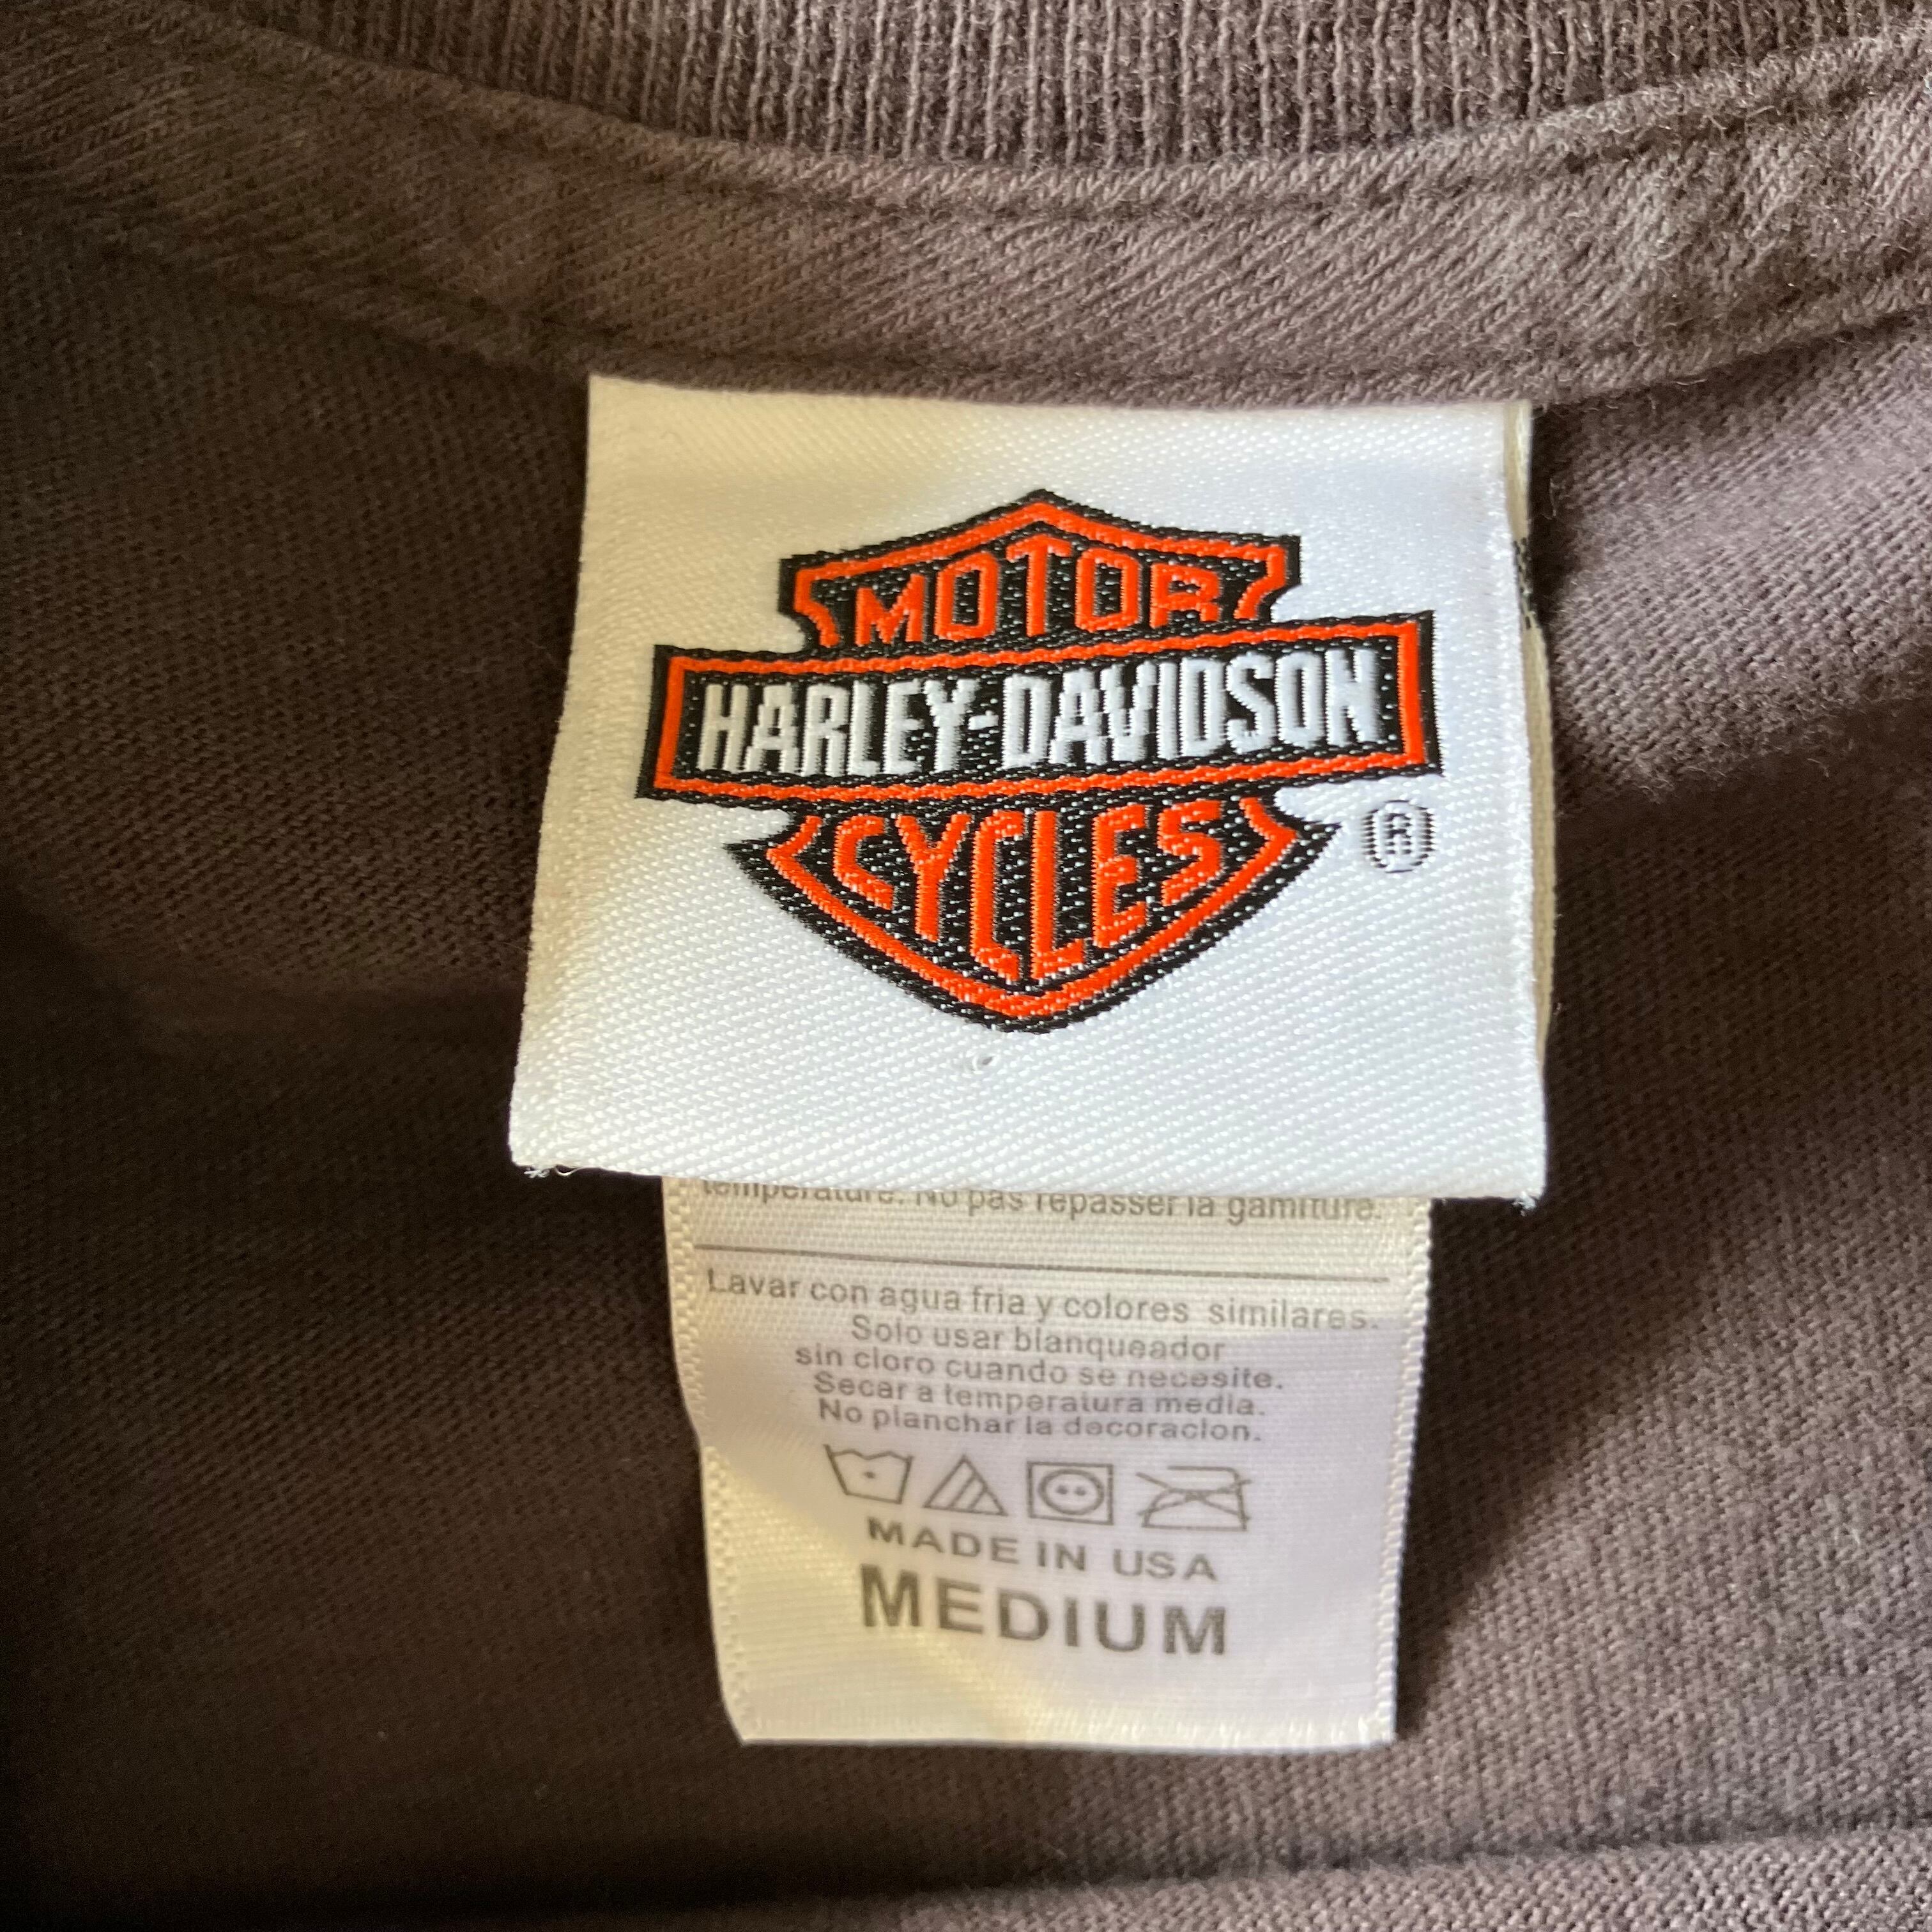 MOTOR
HARLEY-DAVIDSON
CYCLES
®
temperature. No pas repasser la gamiture.
Lavar con agua fria y colores similares.
Solo usar blanqueador
sin cloro cuando se necesite.
Secar a temperatura media.
No planchar la decoracion.
MADE IN USA
MEDIUM